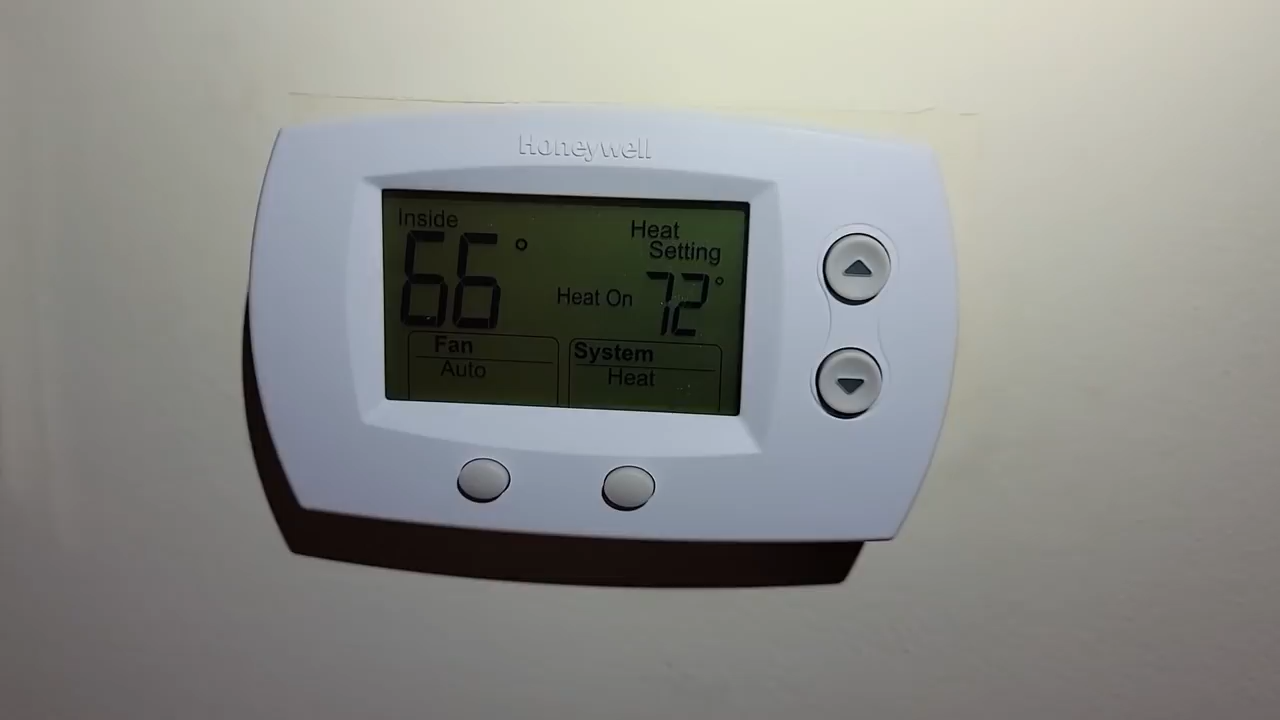 Honeywell
Inside
Heat
Setting
66°
Heat On 72°
Fan
Auto
System
Heat